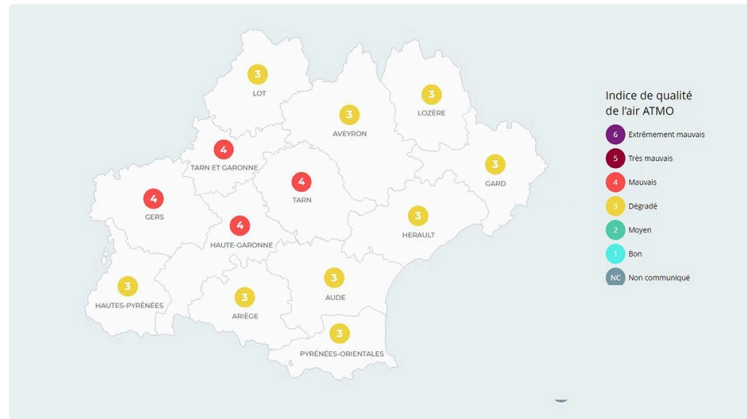 3
LOT
3
LOZÈRE
3
AVEYRON
4
TARN ET GARONNE
3
GARD
4
TARN
4
GERS
3
HERAULT
4
HAUTE-GARONNE
3
AUDE
3
HAUTES-PYRÉNÉES
3
ARIÈGE
3
PYRÉNÉES-ORIENTALES
Indice de qualité
de l'air ATMO
6 Extrêmement mauvais
5 Très mauvais
4 Mauvais
3 Dégradé
2 Moyen
1 Bon
NC Non communiqué